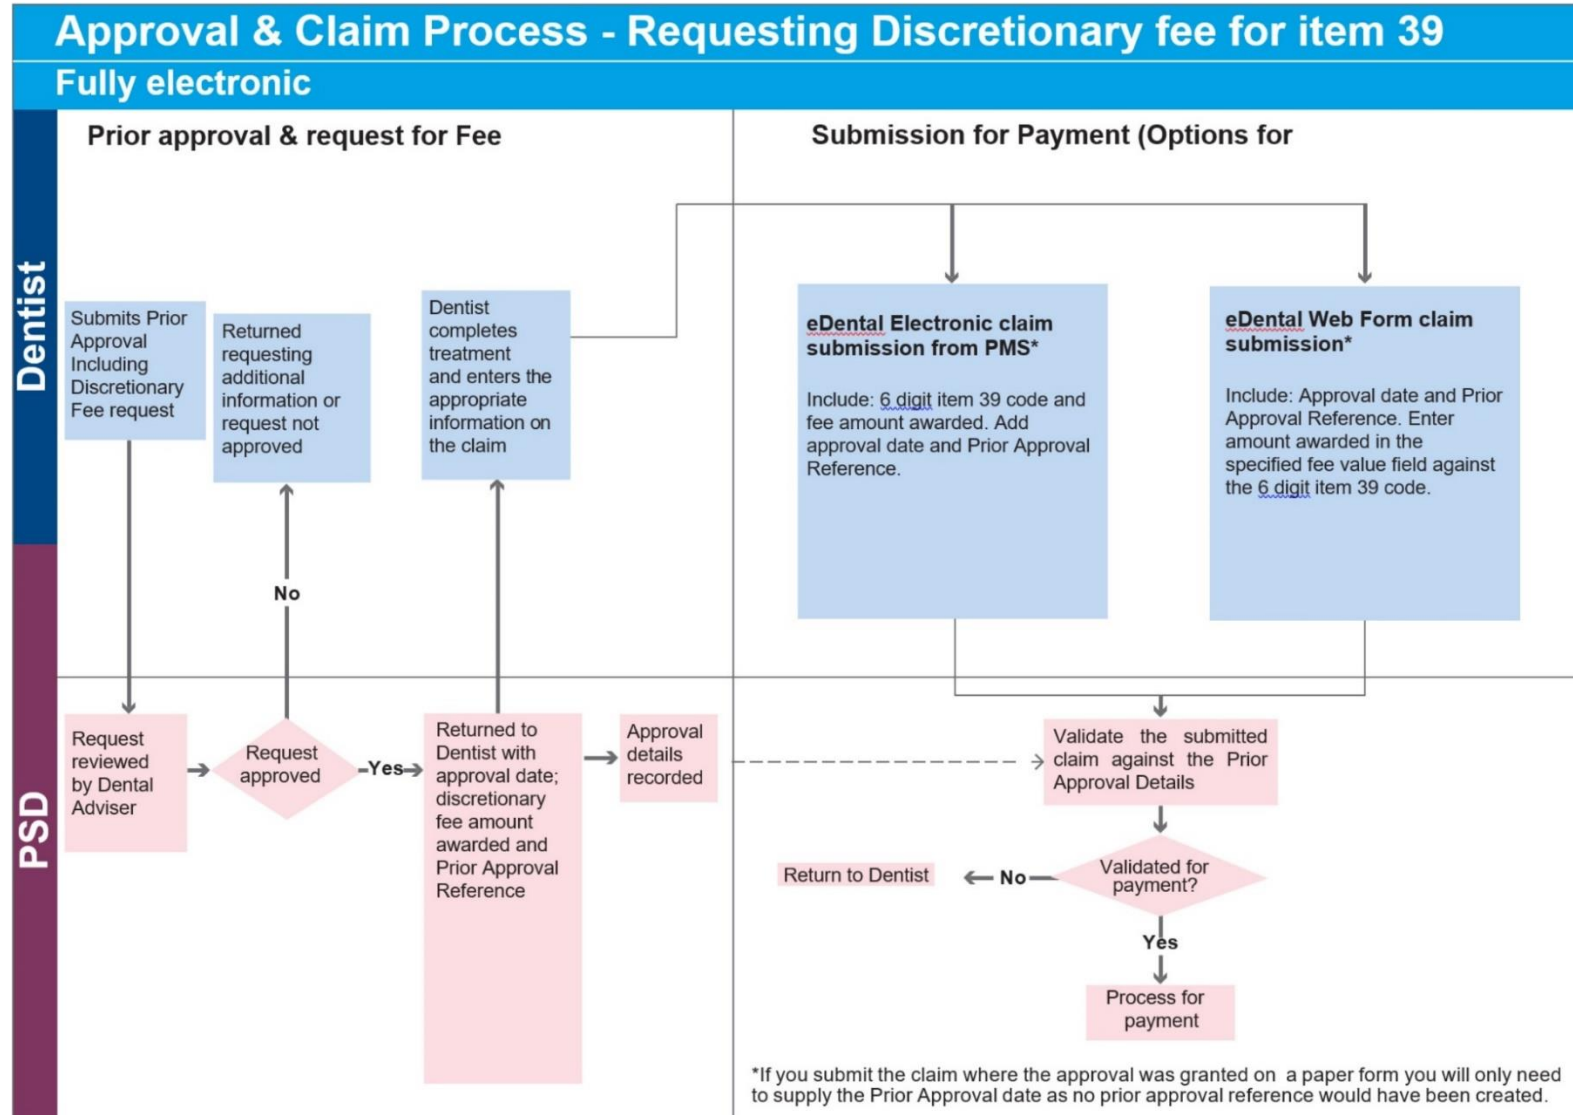 Approval & Claim Process - Requesting Discretionary fee for item 39
Fully electronic
Dentist
PSD
Prior approval & request for Fee
Submits Prior
Approval
Including
Discretionary
Fee request
Returned
requesting
additional
information or
request not
approved
Dentist
completes
treatment
and enters the
appropriate
information on
the claim
No
Request
reviewed
by Dental
Adviser
Request
approved
Yes
Returned to
Dentist with
approval date;
discretionary
fee amount
awarded and
Prior Approval
Reference
Approval
details
recorded
Submission for Payment (Options for
eDental Electronic claim
submission from PMS*
Include: 6 digit item 39 code and
fee amount awarded. Add
approval date and Prior Approval
Reference.
eDental Web Form claim
submission*
Include: Approval date and Prior
Approval Reference. Enter
amount awarded in the
specified fee value field against
the 6 digit item 39 code.
Validate the submitted
claim against the Prior
Approval Details
Validated for
payment?
No
Return to Dentist
Yes
Process for
payment
*If you submit the claim where the approval was granted on a paper form you will only need
to supply the Prior Approval date as no prior approval reference would have been created.